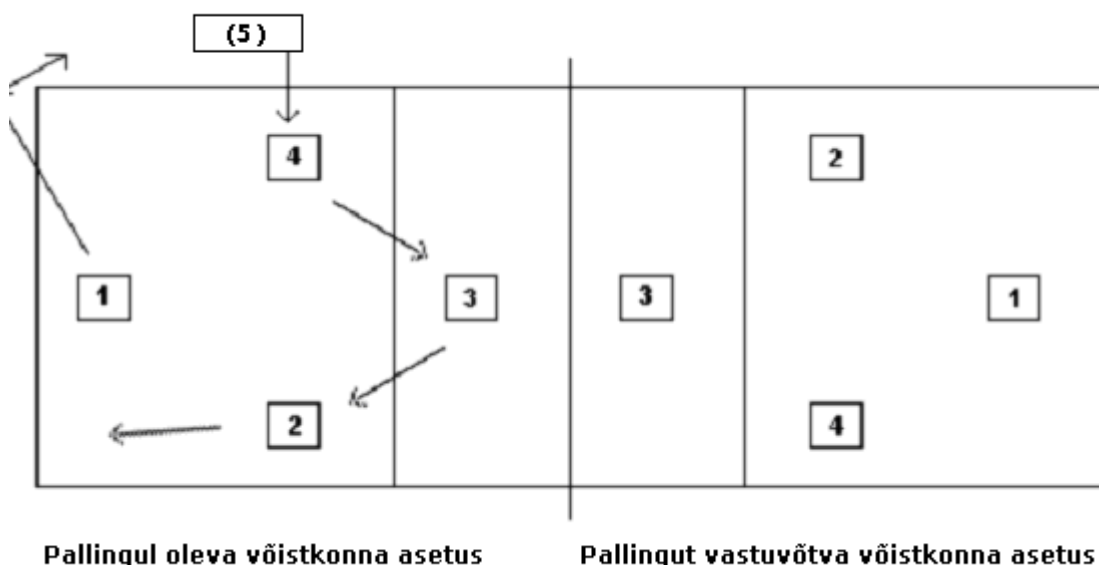 (5)
4 2
1 3 3 1
2 4
Pallingul oleva võistkonna asetus
Pallingut vastuvõtva võistkonna asetus